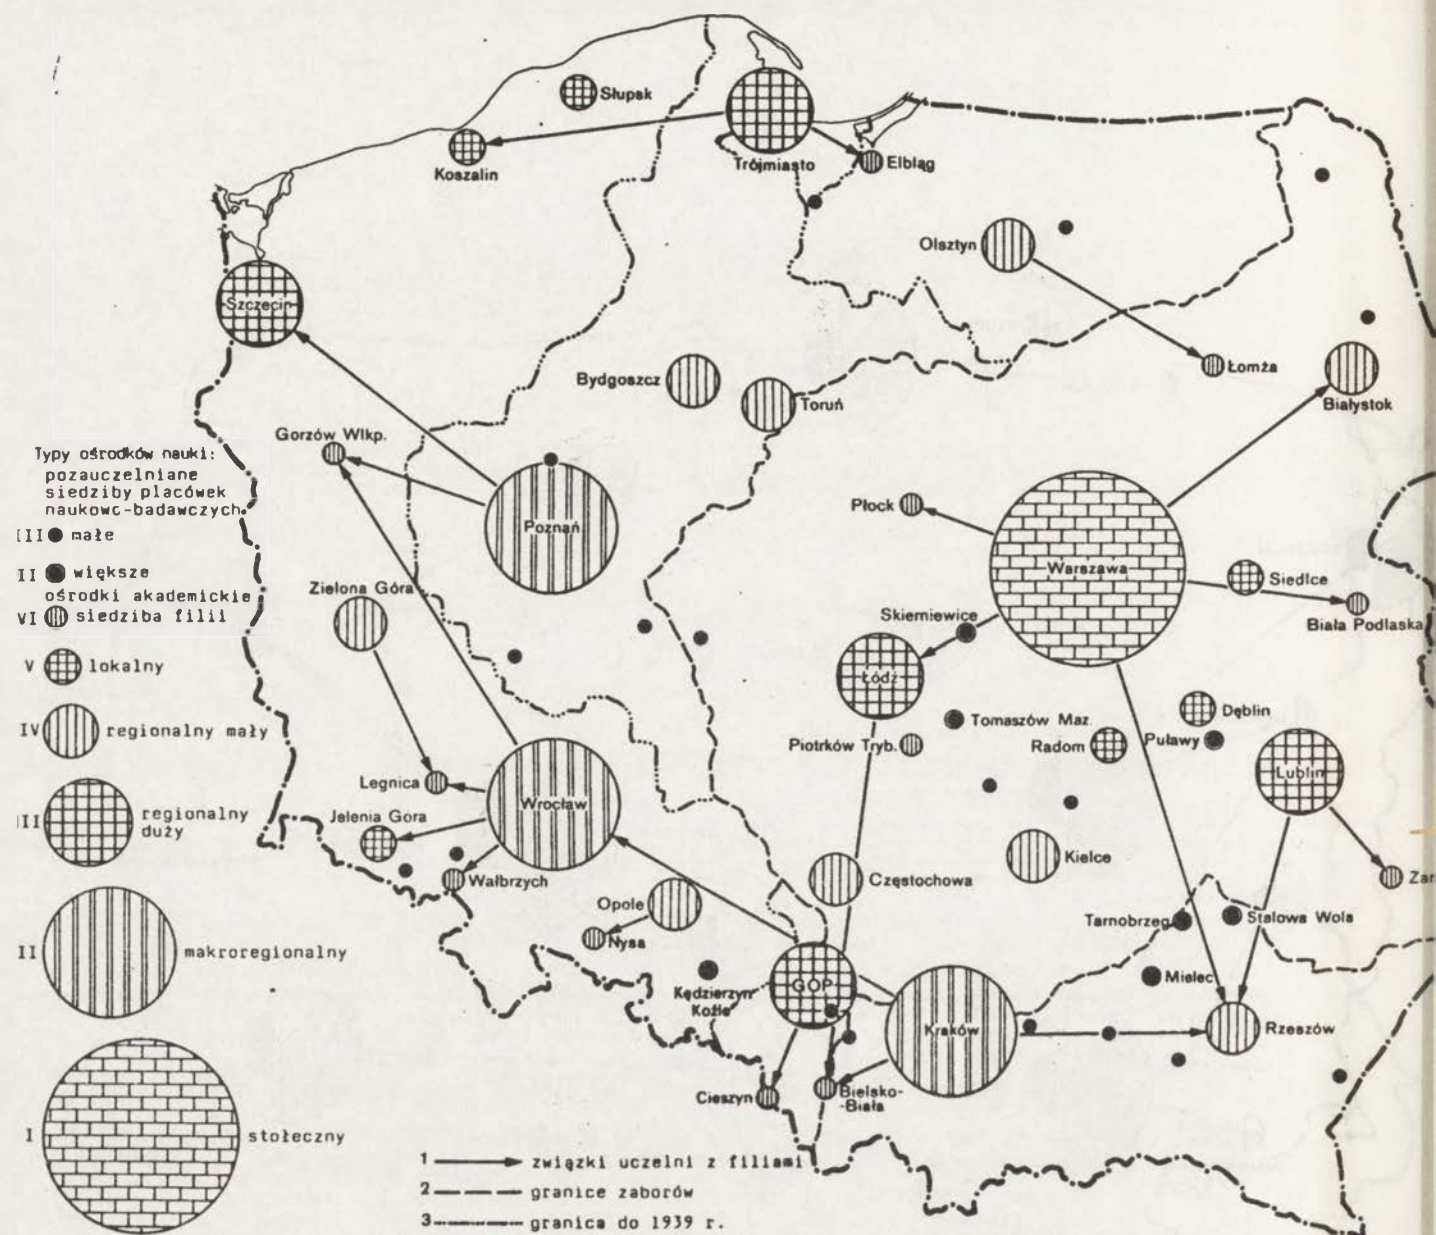 Słupsk
Koszalin
Trójmiasto
Elbląg
Olsztyn
Szczecin
Bydgoszcz
Toruń
Łomża
Białystok
Gorzów Wlkp.
Poznań
Płock
Warszawa
Siedlce
Biała Podlaska
Skierniewice
Zielona Góra
Łódź
Tomaszów Maz.
Dęblin
Piotrków Tryb.
Radom
Puławy
Lublin
Legnica
Wrocław
Jelenia Góra
Wałbrzych
Częstochowa
Kielce
Zam
Opole
Nysa
Tarnobrzeg
Stalowa Wola
Kędzierzyn
Koźle
GOP
Mielec
Kraków
Rzeszów
Cieszyn
Bielsko-
-Biała
Typy ośrodków nauki:
pozauczelniane
siedziby placówek
naukowo-badawczych
III małe
II większe
ośrodki akademickie
VI siedziba filii
V lokalny
IV regionalny mały
III regionalny
duży
II makroregionalny
I stołeczny
1 związki uczelni z filiami
2 granice zaborów
3 granica do 1939 r.